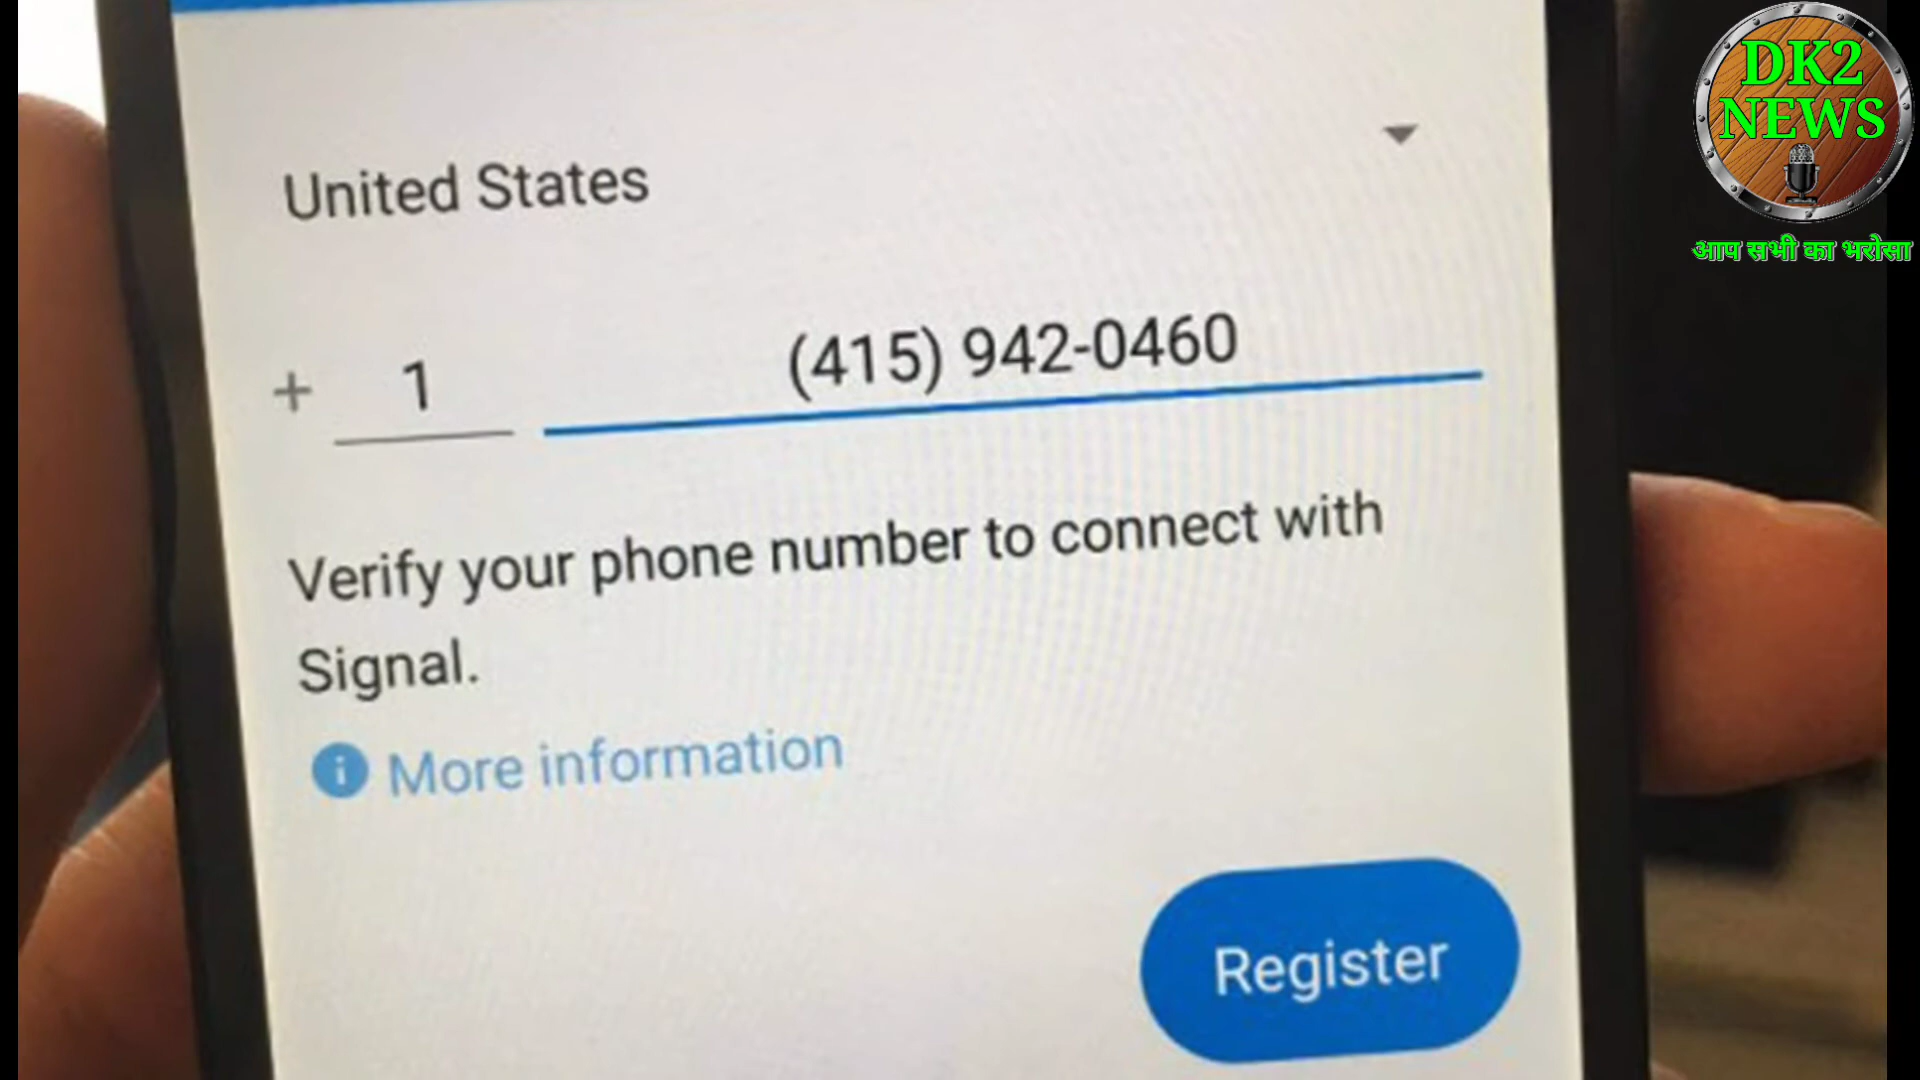 United States
+ 1 (415) 942-0460
Verify your phone number to connect with
Signal.
i More information
Register
DK2
NEWS
आप सभी का भरोसा